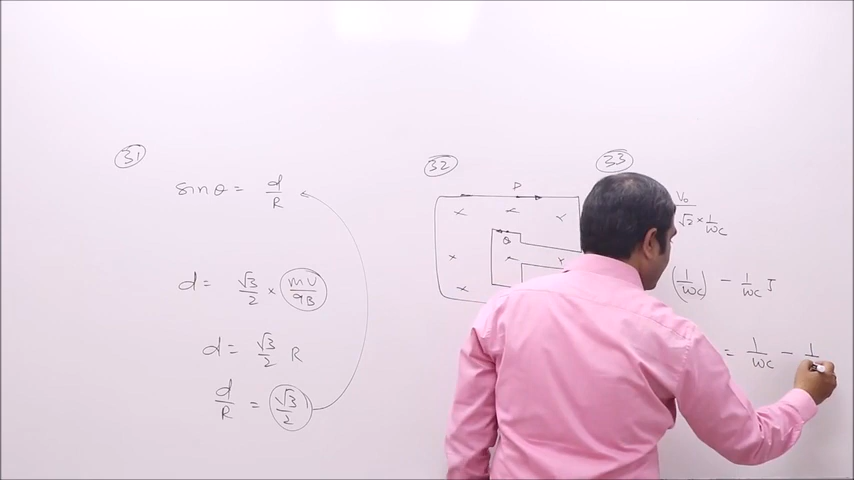 31
sin θ = d/R
d = √3/2 × mv/qB
d = √3/2 R
d/R = √3/2
32
P
x x x
Q
x
x
33
V₀
√2 × 1/ωC
(1/ωC) - 1/ωC J
= 1/ωC - 1